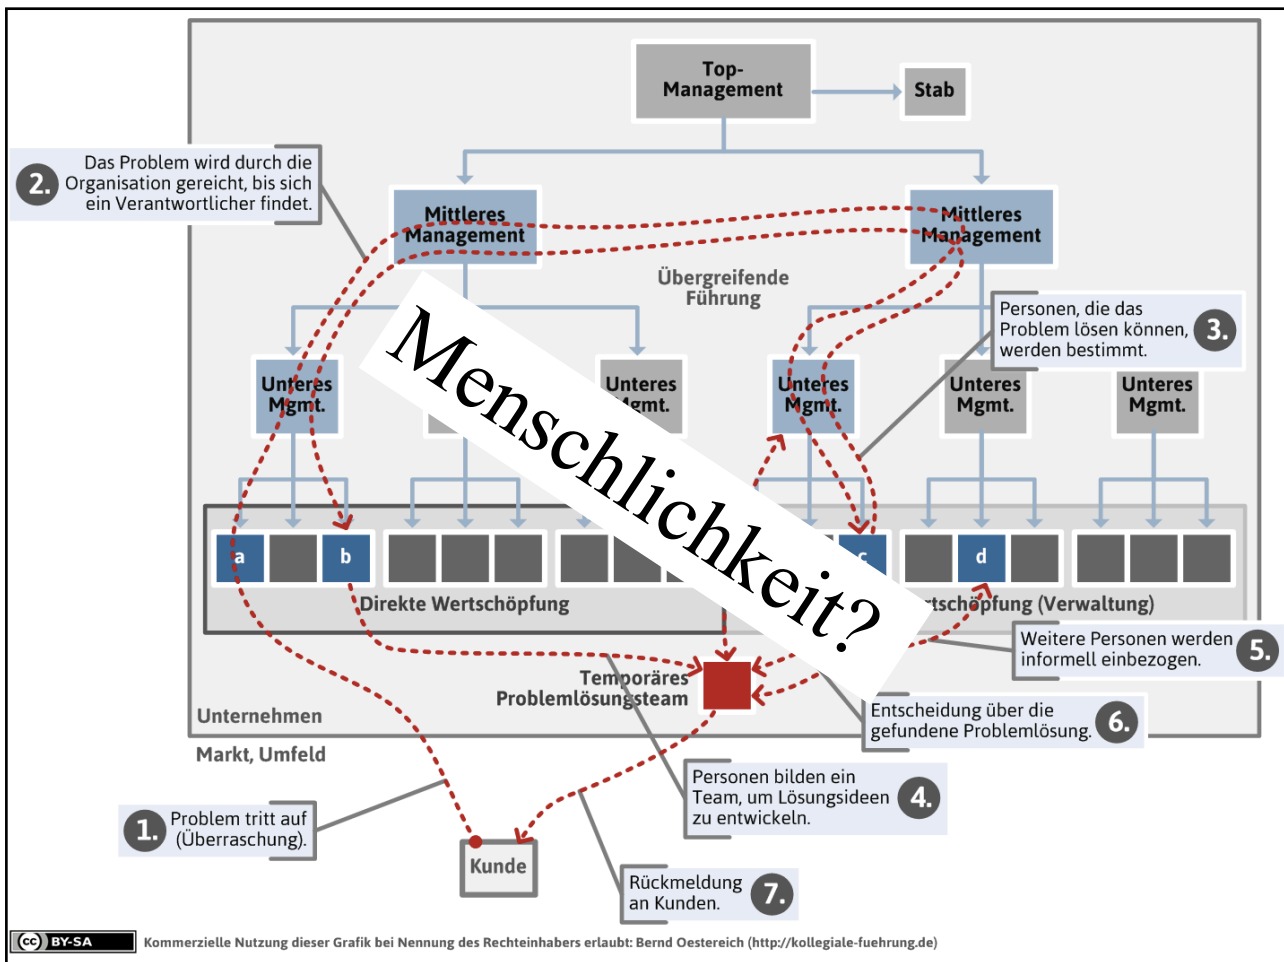 Top-
Management
Stab
2.
Das Problem wird durch die
Organisation gereicht, bis sich
ein Verantwortlicher findet.
Mittleres
Management
Mittleres
Management
Übergreifende
Führung
Personen, die das
Problem lösen können,
werden bestimmt.
3.
Unteres
Mgmt.
Unteres
Mgmt.
Unteres
Mgmt.
Unteres
Mgmt.
Unteres
Mgmt.
Menschlichkeit?
a
b
c
d
Direkte Wertschöpfung
(Verwaltung)
Weitere Personen werden
informell einbezogen.
5.
Temporäres
Problemlösungsteam
Unternehmen
Markt, Umfeld
Entscheidung über die
gefundene Problemlösung.
6.
Personen bilden ein
Team, um Lösungsideen
zu entwickeln.
4.
1.
Problem tritt auf
(Überraschung).
Kunde
Rückmeldung
an Kunden.
7.
cc BY-SA
Kommerzielle Nutzung dieser Grafik bei Nennung des Rechteinhabers erlaubt: Bernd Oestereich (http://kollegiale-fuehrung.de)